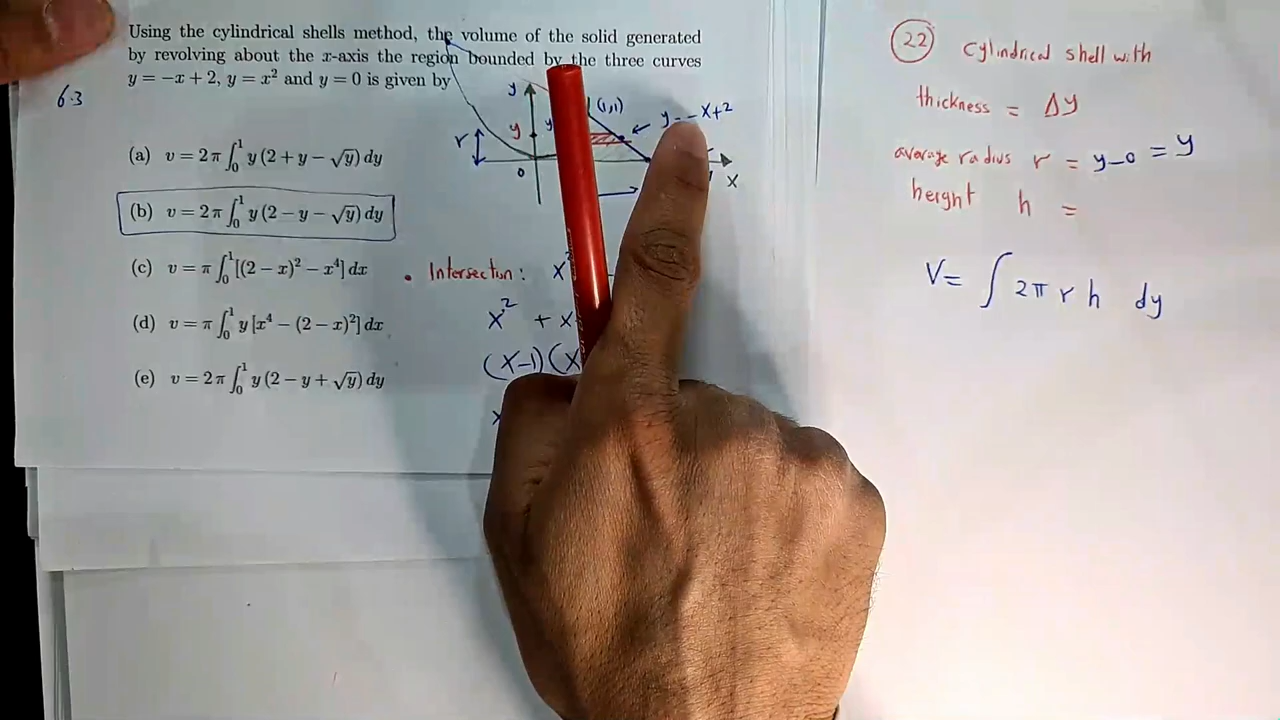 Using the cylindrical shells method, the volume of the solid generated
by revolving about the x-axis the region bounded by the three curves
y = −x + 2, y = x² and y = 0 is given by
6.3
y
(1,1)
y = -x+2
y
y
r
0
x
(a) v = 2π ∫₀¹ y (2 + y − √y) dy
(b) v = 2π ∫₀¹ y (2 − y − √y) dy
(c) v = π ∫₀¹ [(2 − x)² − x⁴] dx
(d) v = π ∫₀¹ y [x⁴ − (2 − x)²] dx
(e) v = 2π ∫₀¹ y (2 − y + √y) dy
• Intersection: x
x² + x
(x-1)(x
x
(22) Cylindrical shell with
thickness = Δy
average radius r = y-0 = y
height h =
V= ∫ 2π r h dy